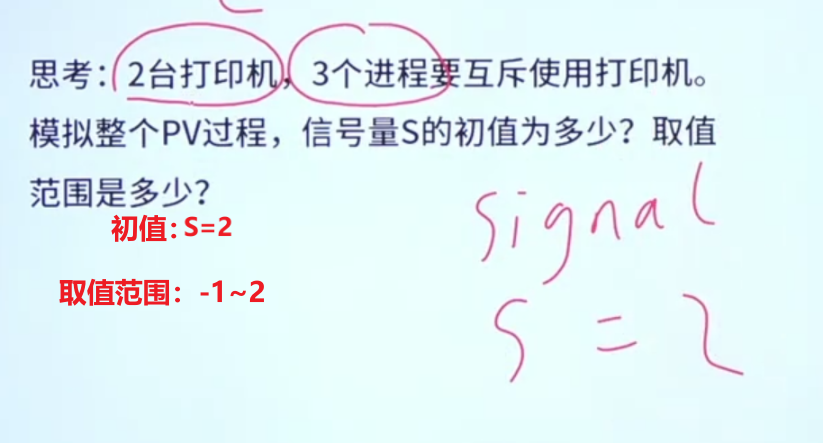 思考：2台打印机，3个进程要互斥使用打印机。
模拟整个PV过程，信号量S的初值为多少？取值
范围是多少？
初值：S=2
取值范围：-1~2
signal
S = 2